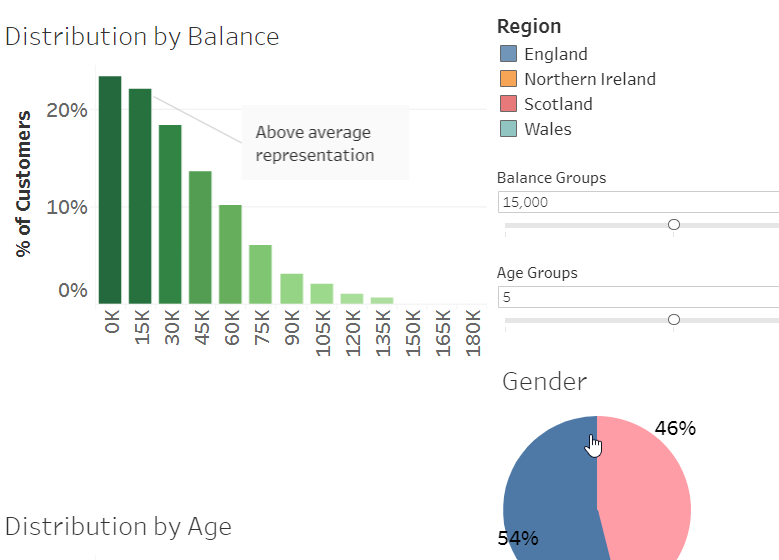 Distribution by Balance
% of Customers
20%
10%
0%
Above average
representation
0K
15K
30K
45K
60K
75K
90K
105K
120K
135K
150K
165K
180K
Region
England
Northern Ireland
Scotland
Wales
Balance Groups
15,000
Age Groups
5
Gender
46%
54%
Distribution by Age